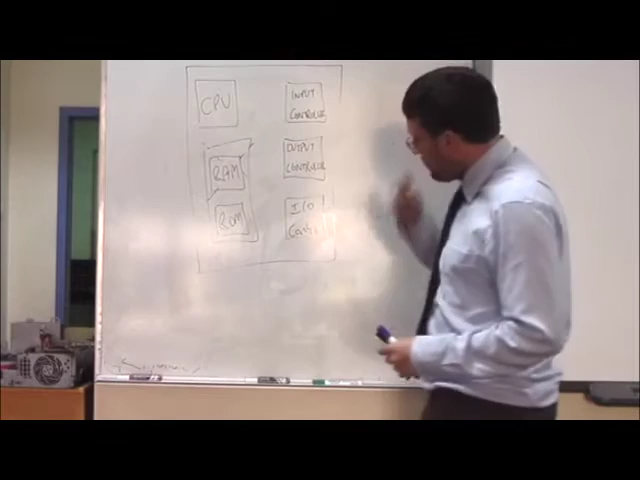 CPU
INPUT
CONTROLLER
OUTPUT
CONTROLLER
RAM
ROM
I/O